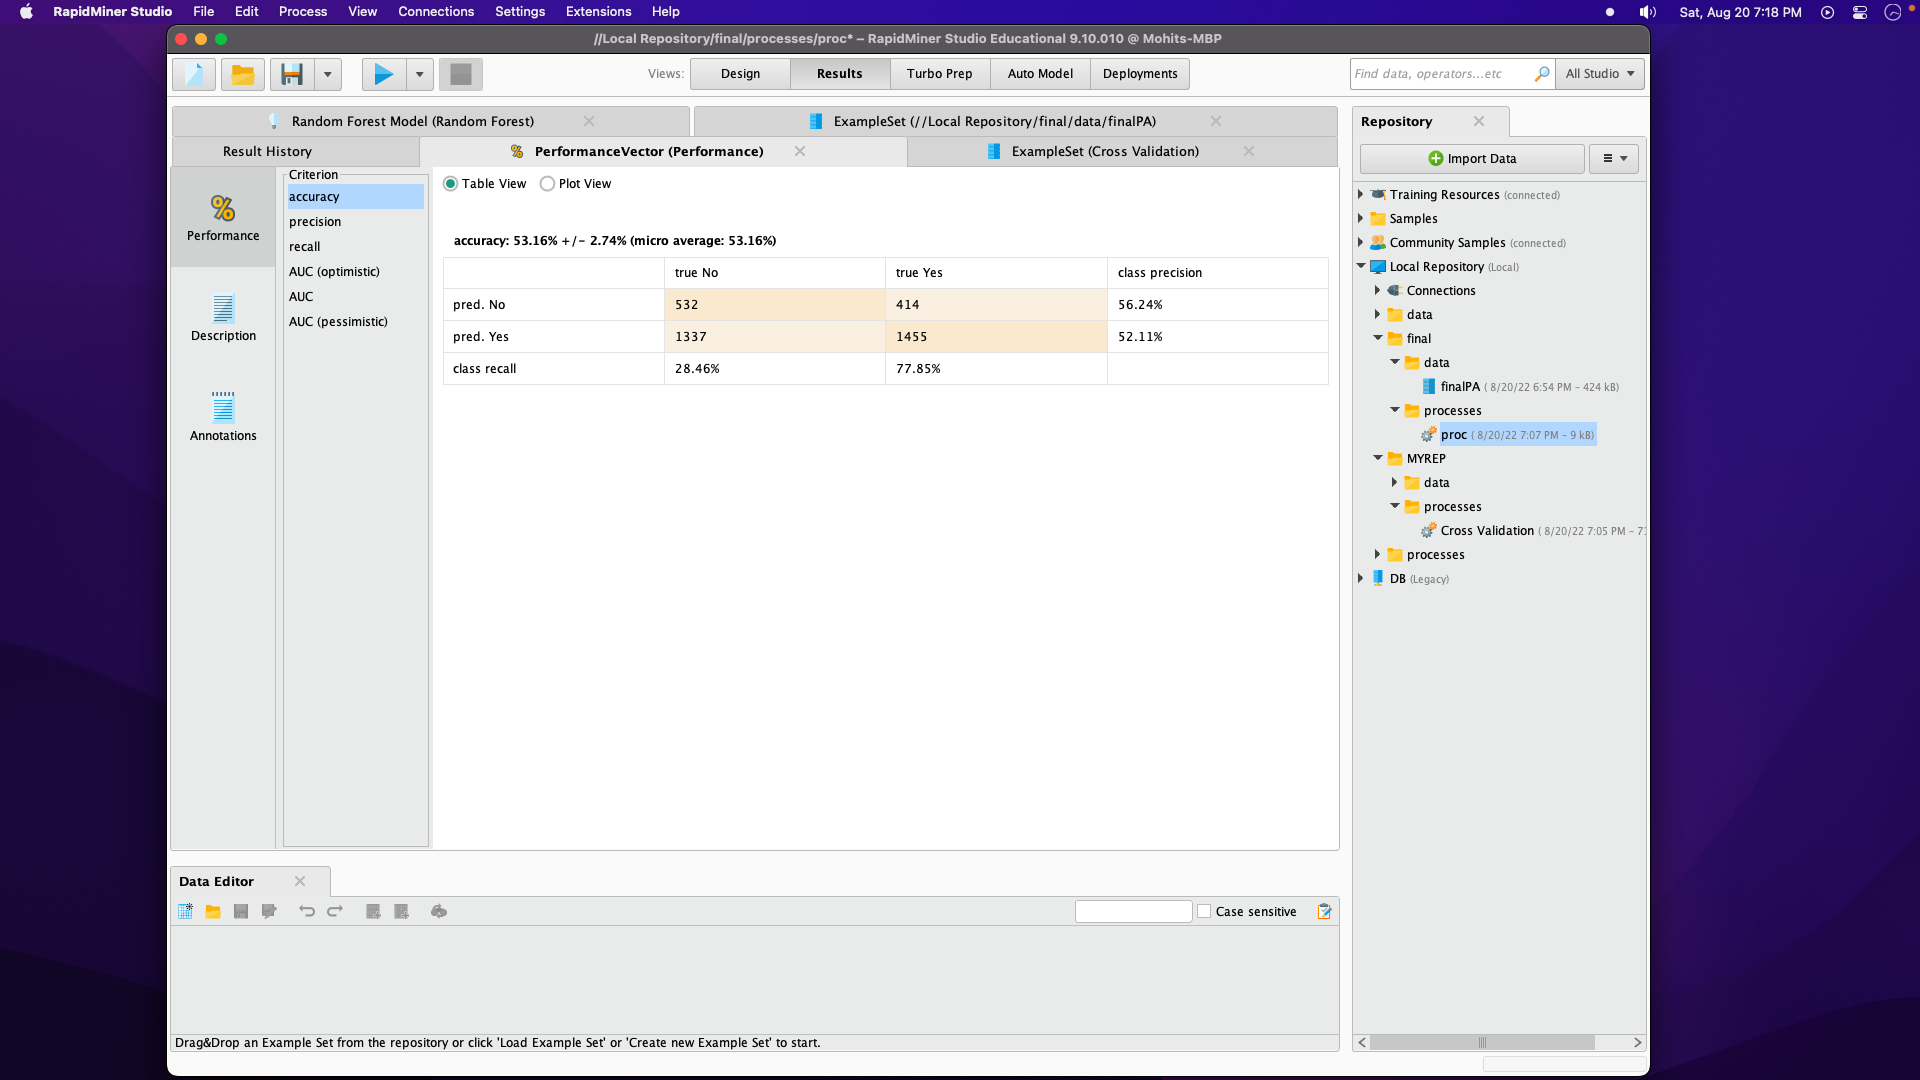 RapidMiner Studio File Edit Process View Connections Settings Extensions Help Sat, Aug 20 7:18 PM
//Local Repository/final/processes/proc* – RapidMiner Studio Educational 9.10.010 @ Mohits-MBP
Views: Design Results Turbo Prep Auto Model Deployments Find data, operators...etc All Studio
Random Forest Model (Random Forest) ExampleSet (//Local Repository/final/data/finalPA)
Result History PerformanceVector (Performance) ExampleSet (Cross Validation)
Performance
Description
Annotations
Criterion
accuracy
precision
recall
AUC (optimistic)
AUC
AUC (pessimistic)
Table View Plot View
accuracy: 53.16% +/- 2.74% (micro average: 53.16%)
true No true Yes class precision
pred. No 532 414 56.24%
pred. Yes 1337 1455 52.11%
class recall 28.46% 77.85%
Repository
Import Data
Training Resources (connected)
Samples
Community Samples (connected)
Local Repository (Local)
Connections
data
final
data
finalPA ( 8/20/22 6:54 PM – 424 kB)
processes
proc ( 8/20/22 7:07 PM – 9 kB)
MYREP
data
processes
Cross Validation ( 8/20/22 7:05 PM –
processes
DB (Legacy)
Data Editor
Case sensitive
Drag&Drop an Example Set from the repository or click 'Load Example Set' or 'Create new Example Set' to start.